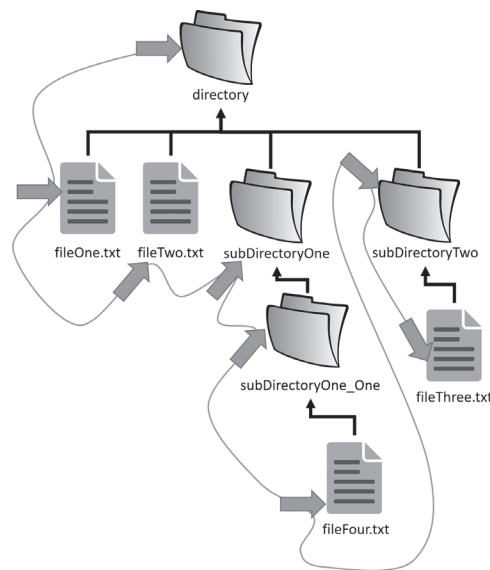 directory
fileOne.txt
fileTwo.txt
subDirectoryOne
subDirectoryTwo
subDirectoryOne_One
fileThree.txt
fileFour.txt